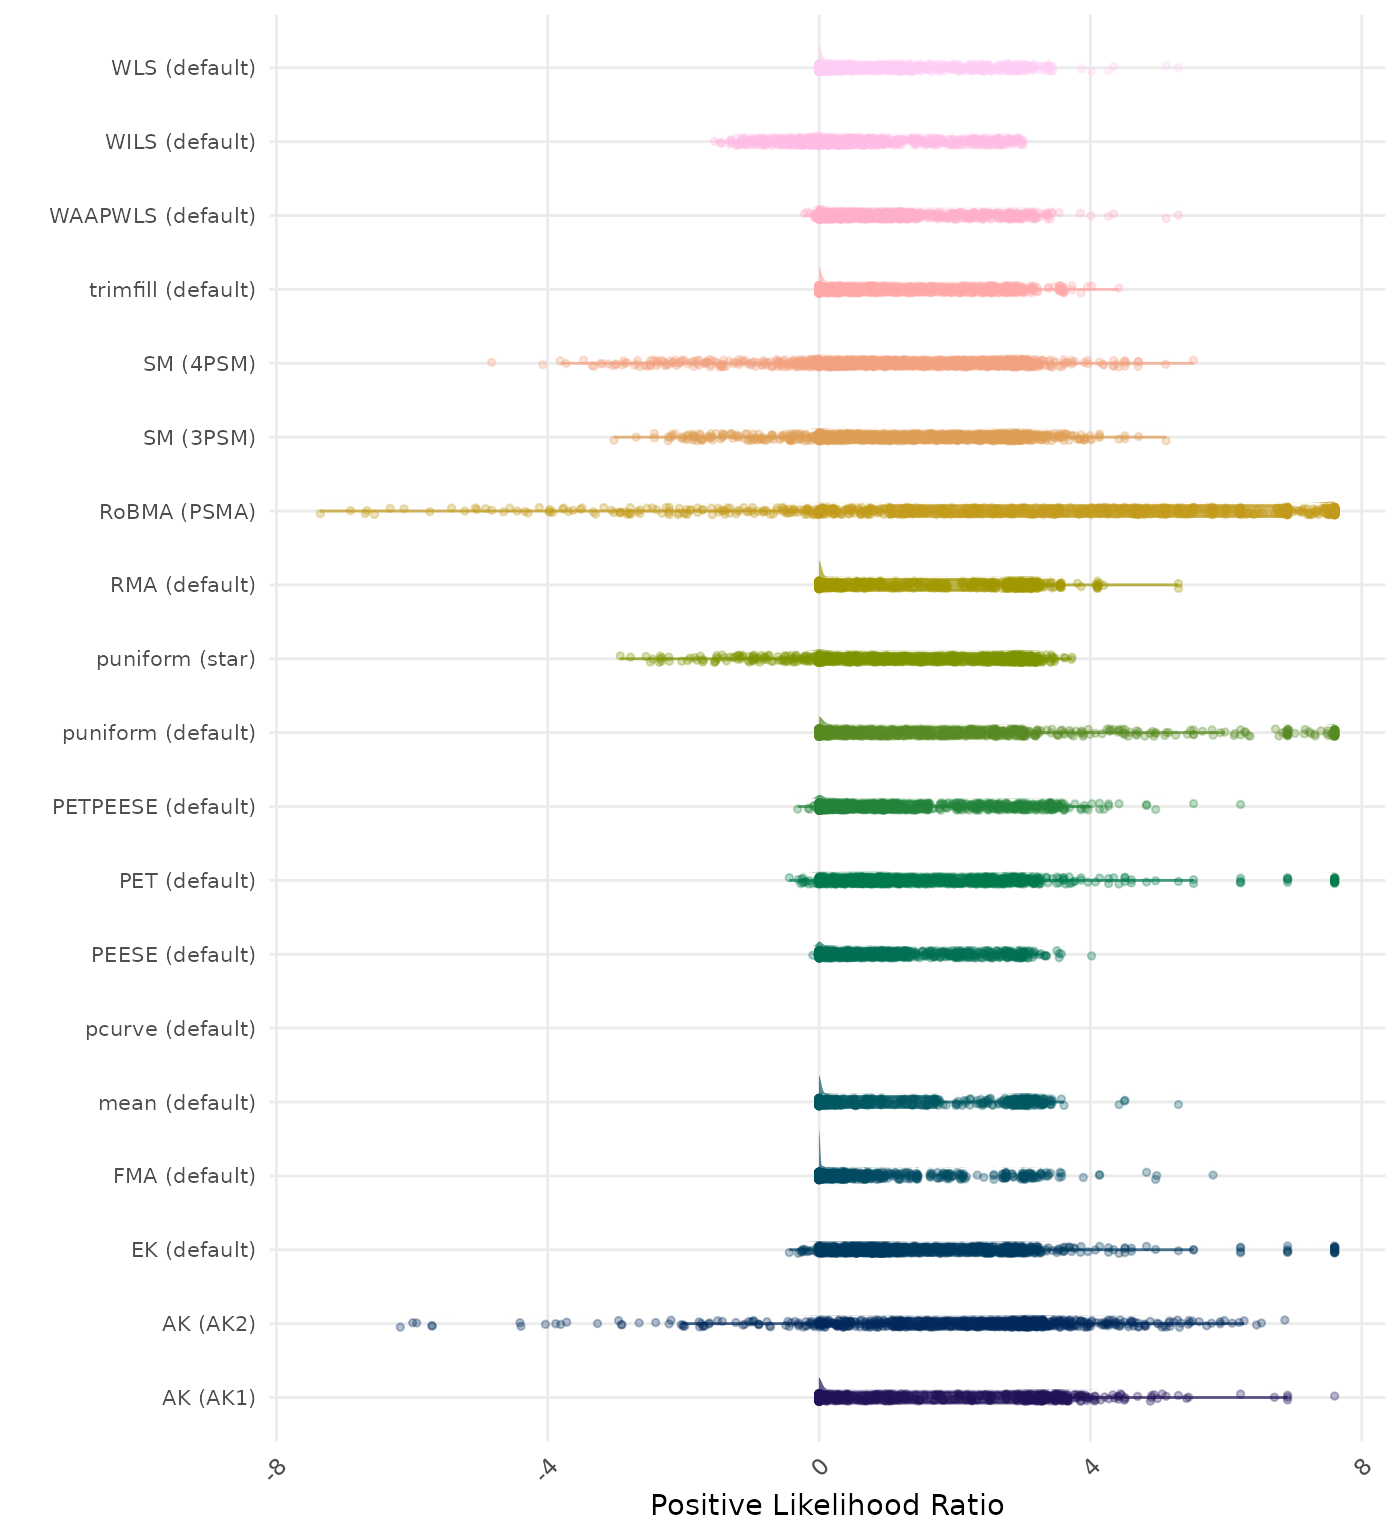 WLS (default)
WILS (default)
WAAPWLS (default)
trimfill (default)
SM (4PSM)
SM (3PSM)
RoBMA (PSMA)
RMA (default)
puniform (star)
puniform (default)
PETPEESE (default)
PET (default)
PEESE (default)
pcurve (default)
mean (default)
FMA (default)
EK (default)
AK (AK2)
AK (AK1)
-8 -4 0 4 8
Positive Likelihood Ratio